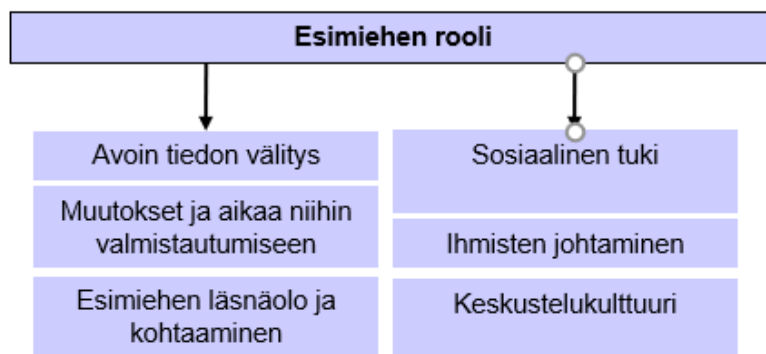 Esimiehen rooli
Avoin tiedon välitys
Muutokset ja aikaa niihin
valmistautumiseen
Esimiehen läsnäolo ja
kohtaaminen
Sosiaalinen tuki
Ihmisten johtaminen
Keskustelukulttuuri